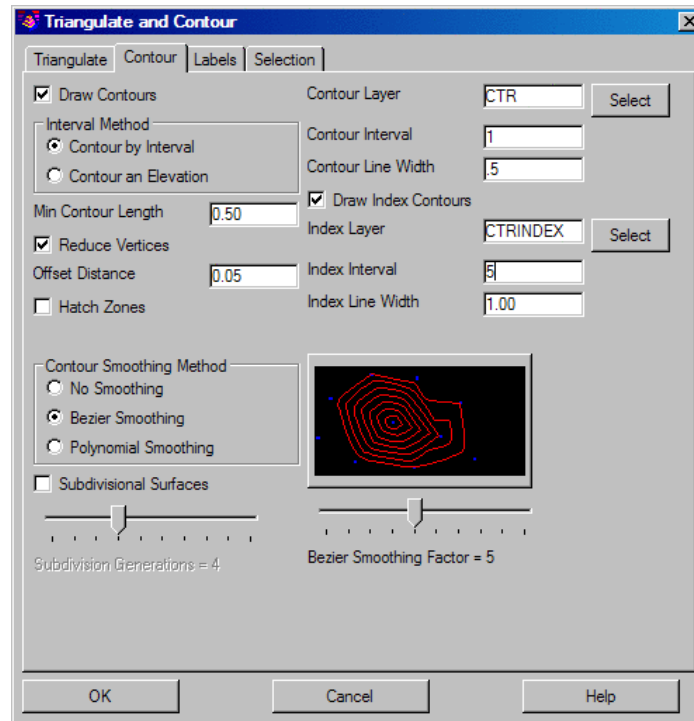 Triangulate and Contour
Triangulate Contour Labels Selection
Draw Contours
Interval Method
Contour by Interval
Contour an Elevation
Min Contour Length 0.50
Reduce Vertices
Offset Distance 0.05
Hatch Zones
Contour Layer CTR Select
Contour Interval 1
Contour Line Width .5
Draw Index Contours
Index Layer CTRINDEX Select
Index Interval 5
Index Line Width 1.00
Contour Smoothing Method
No Smoothing
Bezier Smoothing
Polynomial Smoothing
Subdivisional Surfaces
Subdivision Generations = 4
Bezier Smoothing Factor = 5
OK Cancel Help